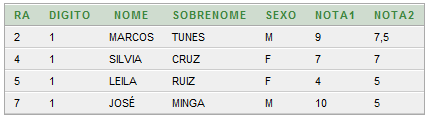 RA DIGITO NOME SOBRENOME SEXO NOTA1 NOTA2
2 1 MARCOS TUNES M 9 7,5
4 1 SILVIA CRUZ F 7 7
5 1 LEILA RUIZ F 4 5
7 1 JOSÉ MINGA M 10 5